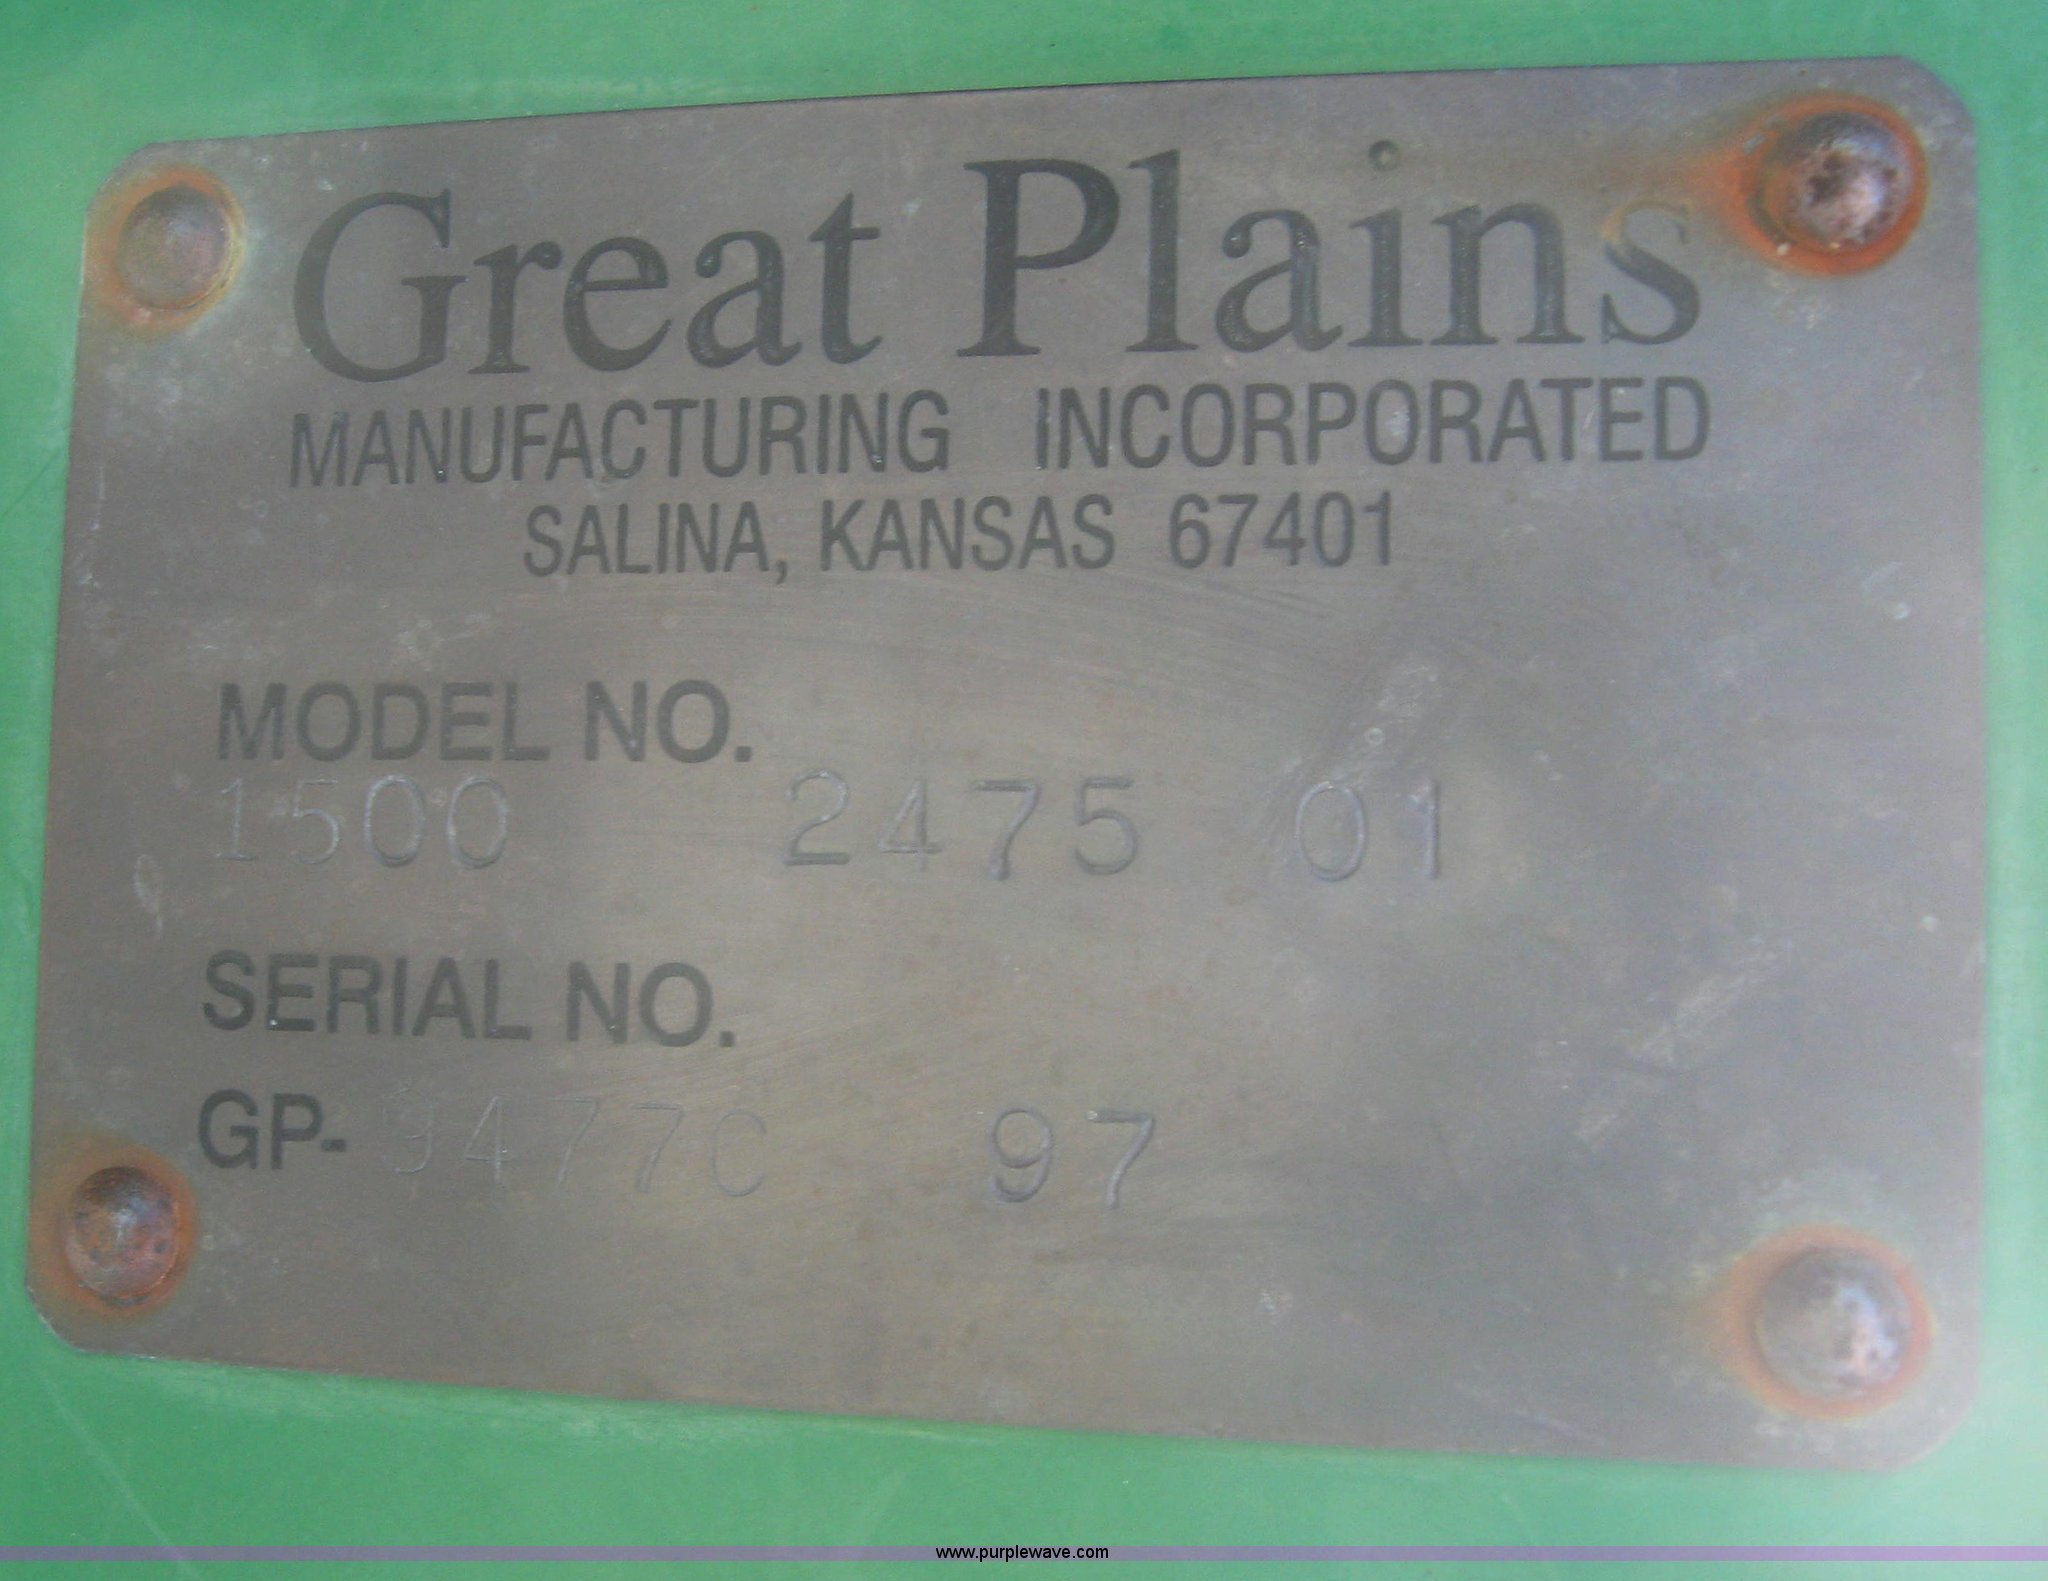 Great Plains
MANUFACTURING INCORPORATED
SALINA, KANSAS 67401
MODEL NO.
1500 2475 01
SERIAL NO.
GP-9477C 97
www.purplewave.com